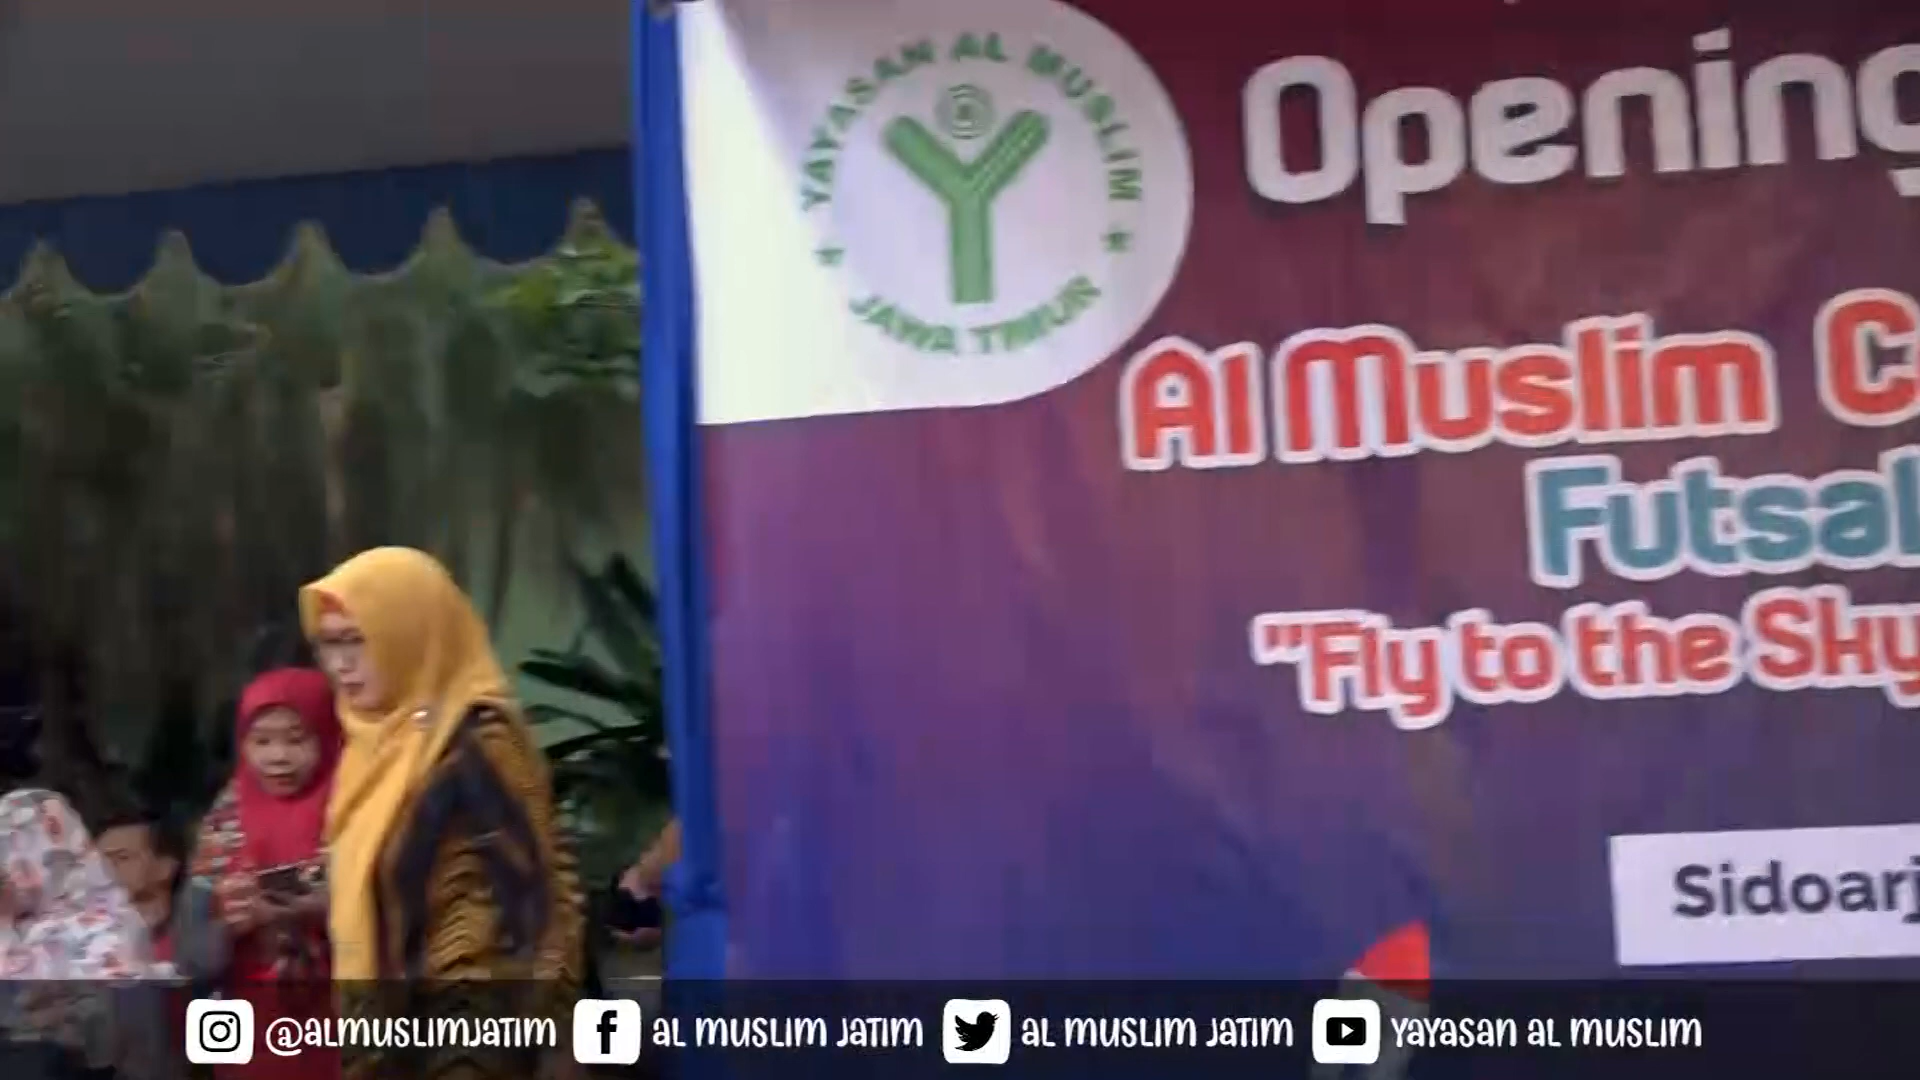 YAYASAN AL MUSLIM
JAWA TIMUR
Opening
Al Muslim C
Futsal
"Fly to the Sky
Sidoarj
@ALMUSLIMJATIM
AL MUSLIM JATIM
AL MUSLIM JATIM
YAYASAN AL MUSLIM